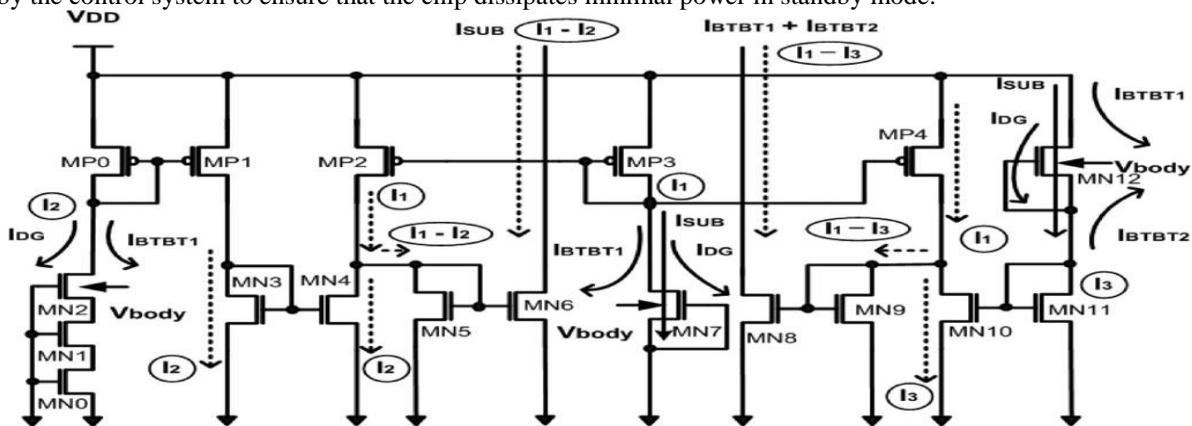 by the control system to ensure that the chip dissipates minimal power in standby mode.
VDD
ISUB I1 - I2
IBTBT1 + IBTBT2
I1 – I3
ISUB
IBTBT1
IDG
MP0
MP1
MP2
MP3
MP4
Vbody
MN12
I2
I1
I1
IDG
IBTBT1
I1 - I2
ISUB
IBTBT1
IDG
I1 – I3
I1
IBTBT2
MN2
Vbody
MN3
MN4
MN5
MN6
Vbody
MN7
MN8
MN9
MN10
I3
MN11
MN1
MN0
I2
I2
I3